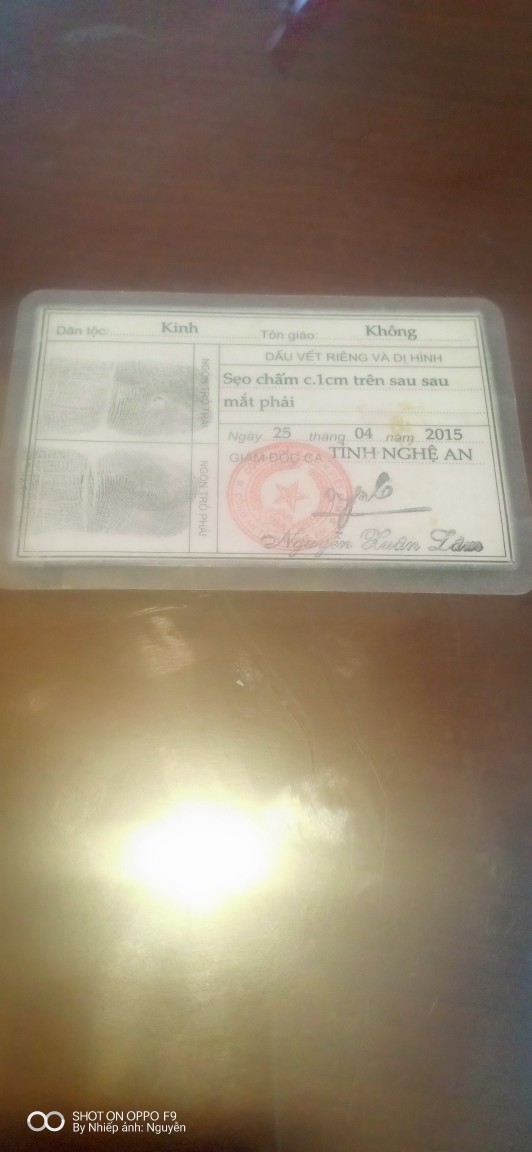 Dân tộc: Kinh Tôn giáo: Không
DẤU VẾT RIÊNG VÀ DỊ HÌNH
Sẹo chấm c.1cm trên sau sau
mắt phải
NGÓN TRỎ TRÁI
NGÓN TRỎ PHẢI
Ngày 25 tháng 04 năm 2015
GIÁM ĐỐC CA TỈNH NGHỆ AN
Nguyễn Xuân Lâm
SHOT ON OPPO F9
By Nhiếp ảnh: Nguyên